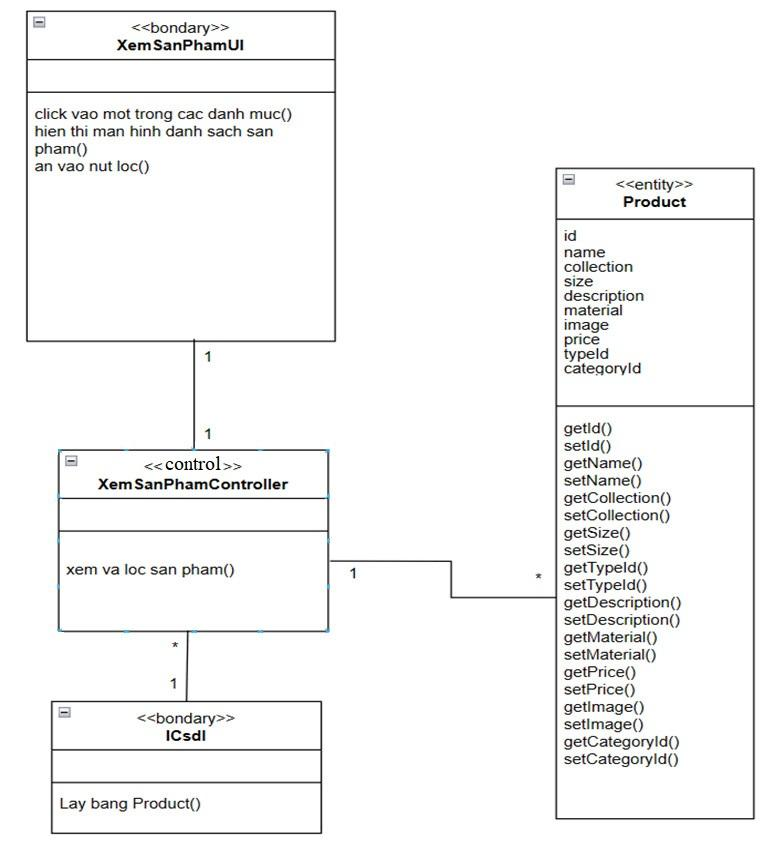 <<bondary>>
XemSanPhamUI
click vao mot trong cac danh muc()
hien thi man hinh danh sach san
pham()
an vao nut loc()
1
1
<<control>>
XemSanPhamController
xem va loc san pham()
1
*
*
1
<<bondary>>
ICsdl
Lay bang Product()
<<entity>>
Product
id
name
collection
size
description
material
image
price
typeId
categoryId
getId()
setId()
getName()
setName()
getCollection()
setCollection()
getSize()
setSize()
getTypeId()
setTypeId()
getDescription()
setDescription()
getMaterial()
setMaterial()
getPrice()
setPrice()
getImage()
setImage()
getCategoryId()
setCategoryId()